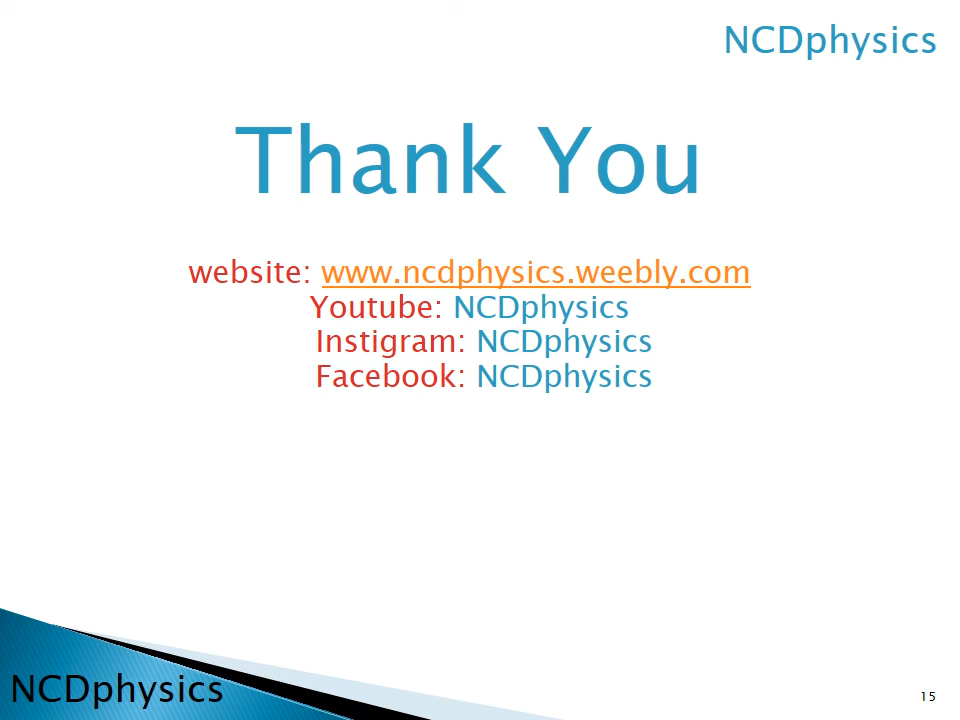 NCDphysics
Thank You
website: www.ncdphysics.weebly.com
Youtube: NCDphysics
Instigram: NCDphysics
Facebook: NCDphysics
NCDphysics
15